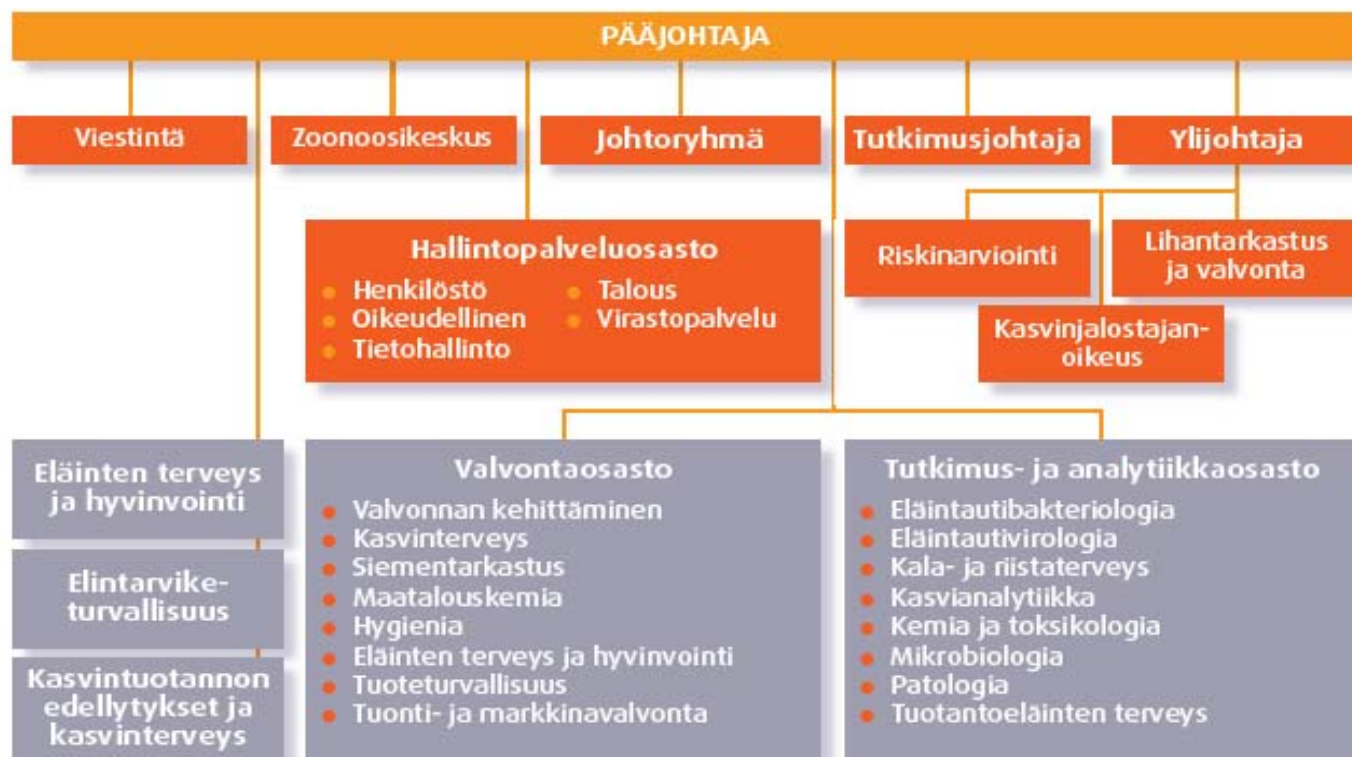 PÄÄJOHTAJA
Viestintä
Zoonoosikeskus
Johtoryhmä
Tutkimusjohtaja
Ylijohtaja
Hallintopalveluosasto
Henkilöstö
Oikeudellinen
Tietohallinto
Talous
Virastopalvelu
Riskinarviointi
Lihantarkastus
ja valvonta
Kasvinjalostajan-
oikeus
Eläinten terveys
ja hyvinvointi
Elintarvike-
turvallisuus
Kasvintuotannon
edellytykset ja
kasvinterveys
Valvontaosasto
Valvonnan kehittäminen
Kasvinterveys
Siementarkastus
Maatalouskemia
Hygienia
Eläinten terveys ja hyvinvointi
Tuoteturvallisuus
Tuonti- ja markkinavalvonta
Tutkimus- ja analytiikkaosasto
Eläintautibakteriologia
Eläintautivirologia
Kala- ja riistaterveys
Kasvianalytiikka
Kemia ja toksikologia
Mikrobiologia
Patologia
Tuotantoeläinten terveys